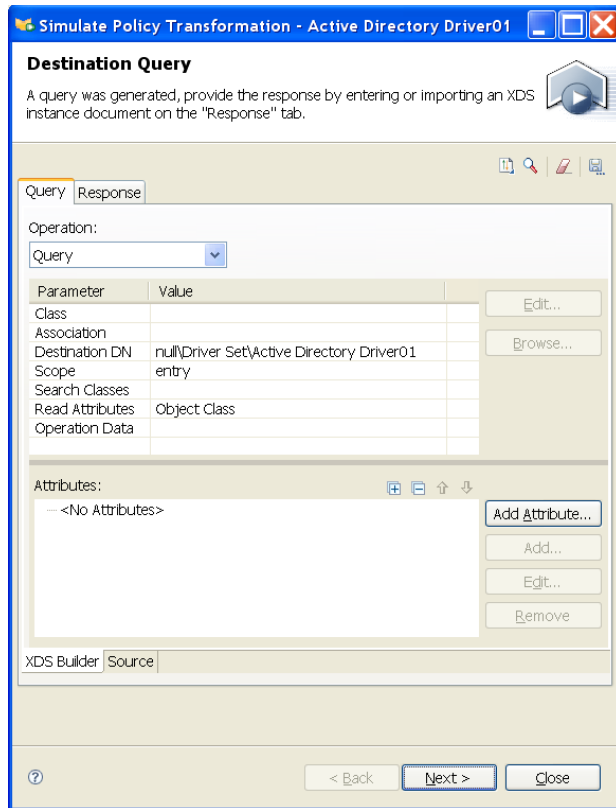 Simulate Policy Transformation - Active Directory Driver01
Destination Query
A query was generated, provide the response by entering or importing an XDS
instance document on the "Response" tab.
Query Response
Operation:
Query
Parameter Value
Class
Association
Destination DN null\Driver Set\Active Directory Driver01
Scope entry
Search Classes
Read Attributes Object Class
Operation Data
Edit...
Browse...
Attributes:
<No Attributes>
Add Attribute...
Add...
Edit...
Remove
XDS Builder Source
?
< Back Next > Close